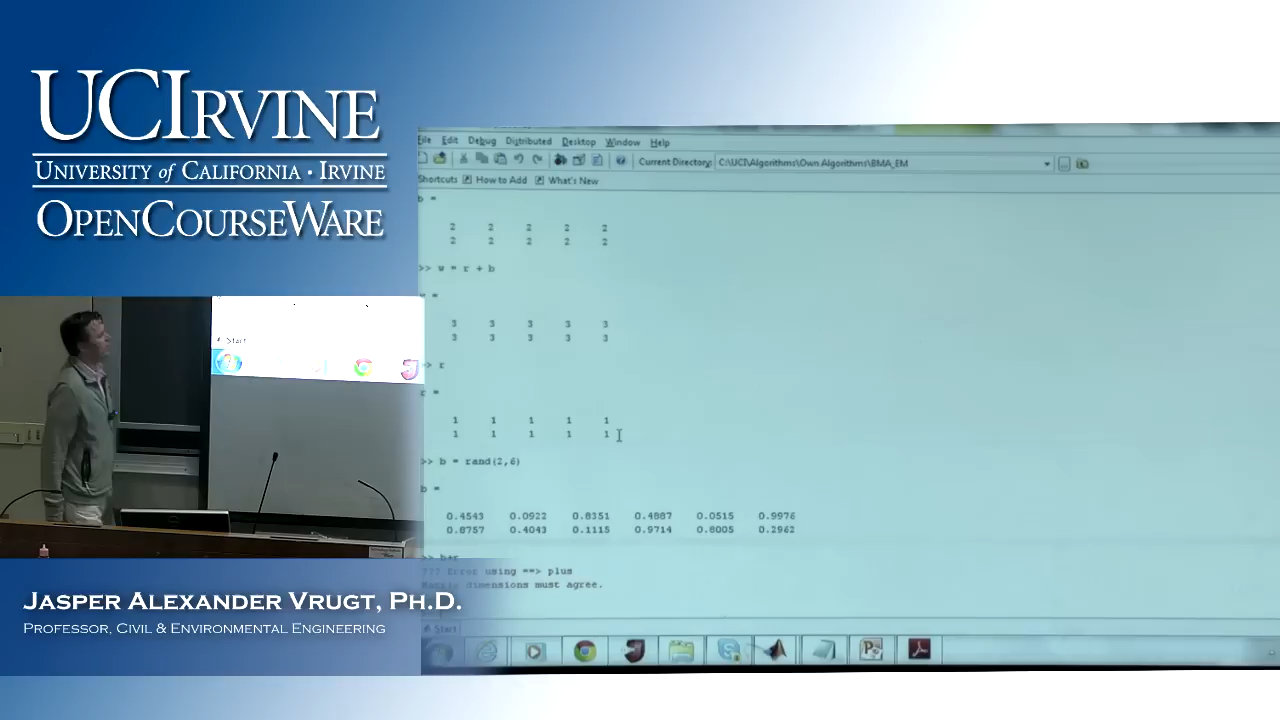 UCIRVINE
UNIVERSITY of CALIFORNIA · IRVINE
OPENCOURSEWARE
File Edit Debug Distributed Desktop Window Help
Current Directory: C:\UCI\Algorithms\Own Algorithms\BMA_EM
Shortcuts How to Add What's New
b =
2 2 2 2 2
2 2 2 2 2
>> w = r + b
w =
3 3 3 3 3
3 3 3 3 3
>> r
r =
1 1 1 1 1
1 1 1 1 1
>> b = rand(2,6)
b =
0.4543 0.0922 0.8351 0.4887 0.0515 0.9976
0.8757 0.4043 0.1115 0.9714 0.8005 0.2962
>> b+r
??? Error using ==> plus
Matrix dimensions must agree.
Start
Start
JASPER ALEXANDER VRUGT, PH.D.
PROFESSOR, CIVIL & ENVIRONMENTAL ENGINEERING